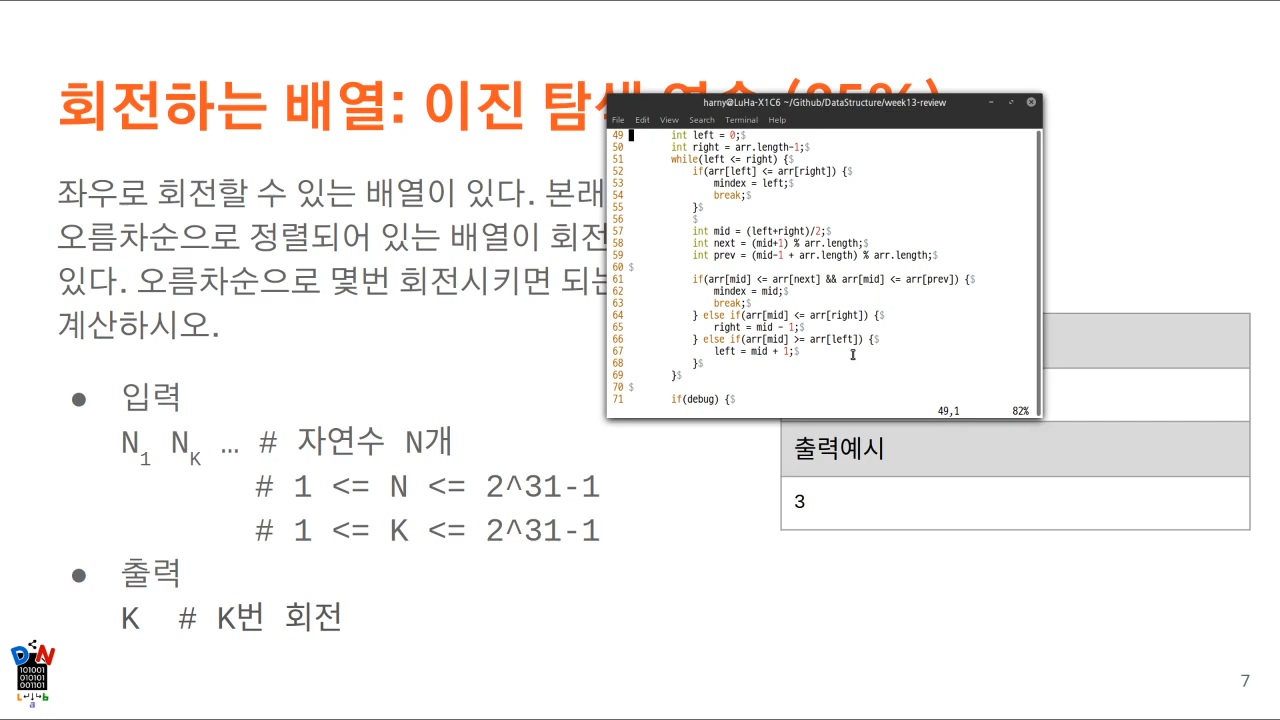 회전하는 배열: 이진 탐색 연습 (95%)
좌우로 회전할 수 있는 배열이 있다. 본래
오름차순으로 정렬되어 있는 배열이 회전
있다. 오름차순으로 몇번 회전시키면 되는
계산하시오.
● 입력
N1 NK … # 자연수 N개
# 1 <= N <= 2^31-1
# 1 <= K <= 2^31-1
● 출력
K # K번 회전
harny@LuHa-X1C6 ~/Github/DataStructure/week13-review
File Edit View Search Terminal Help
49 int left = 0;$
50 int right = arr.length-1;$
51 while(left <= right) {$
52 if(arr[left] <= arr[right]) {$
53 mindex = left;$
54 break;$
55 }$
56 $
57 int mid = (left+right)/2;$
58 int next = (mid+1) % arr.length;$
59 int prev = (mid-1 + arr.length) % arr.length;$
60 $
61 if(arr[mid] <= arr[next] && arr[mid] <= arr[prev]) {$
62 mindex = mid;$
63 break;$
64 } else if(arr[mid] <= arr[right]) {$
65 right = mid - 1;$
66 } else if(arr[mid] >= arr[left]) {$
67 left = mid + 1;$
68 }$
69 }$
70 $
71 if(debug) {$
49,1 82%
출력예시
3
D N
101001
010101
001101
Lab
7